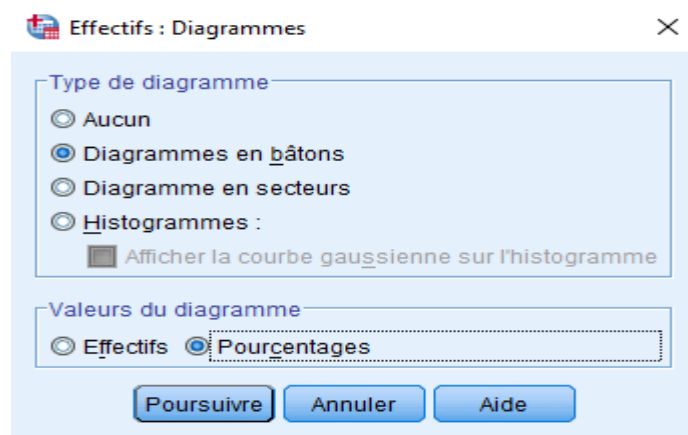 Effectifs : Diagrammes
Type de diagramme
Aucun
Diagrammes en bâtons
Diagramme en secteurs
Histogrammes :
Afficher la courbe gaussienne sur l'histogramme
Valeurs du diagramme
Effectifs Pourcentages
Poursuivre Annuler Aide